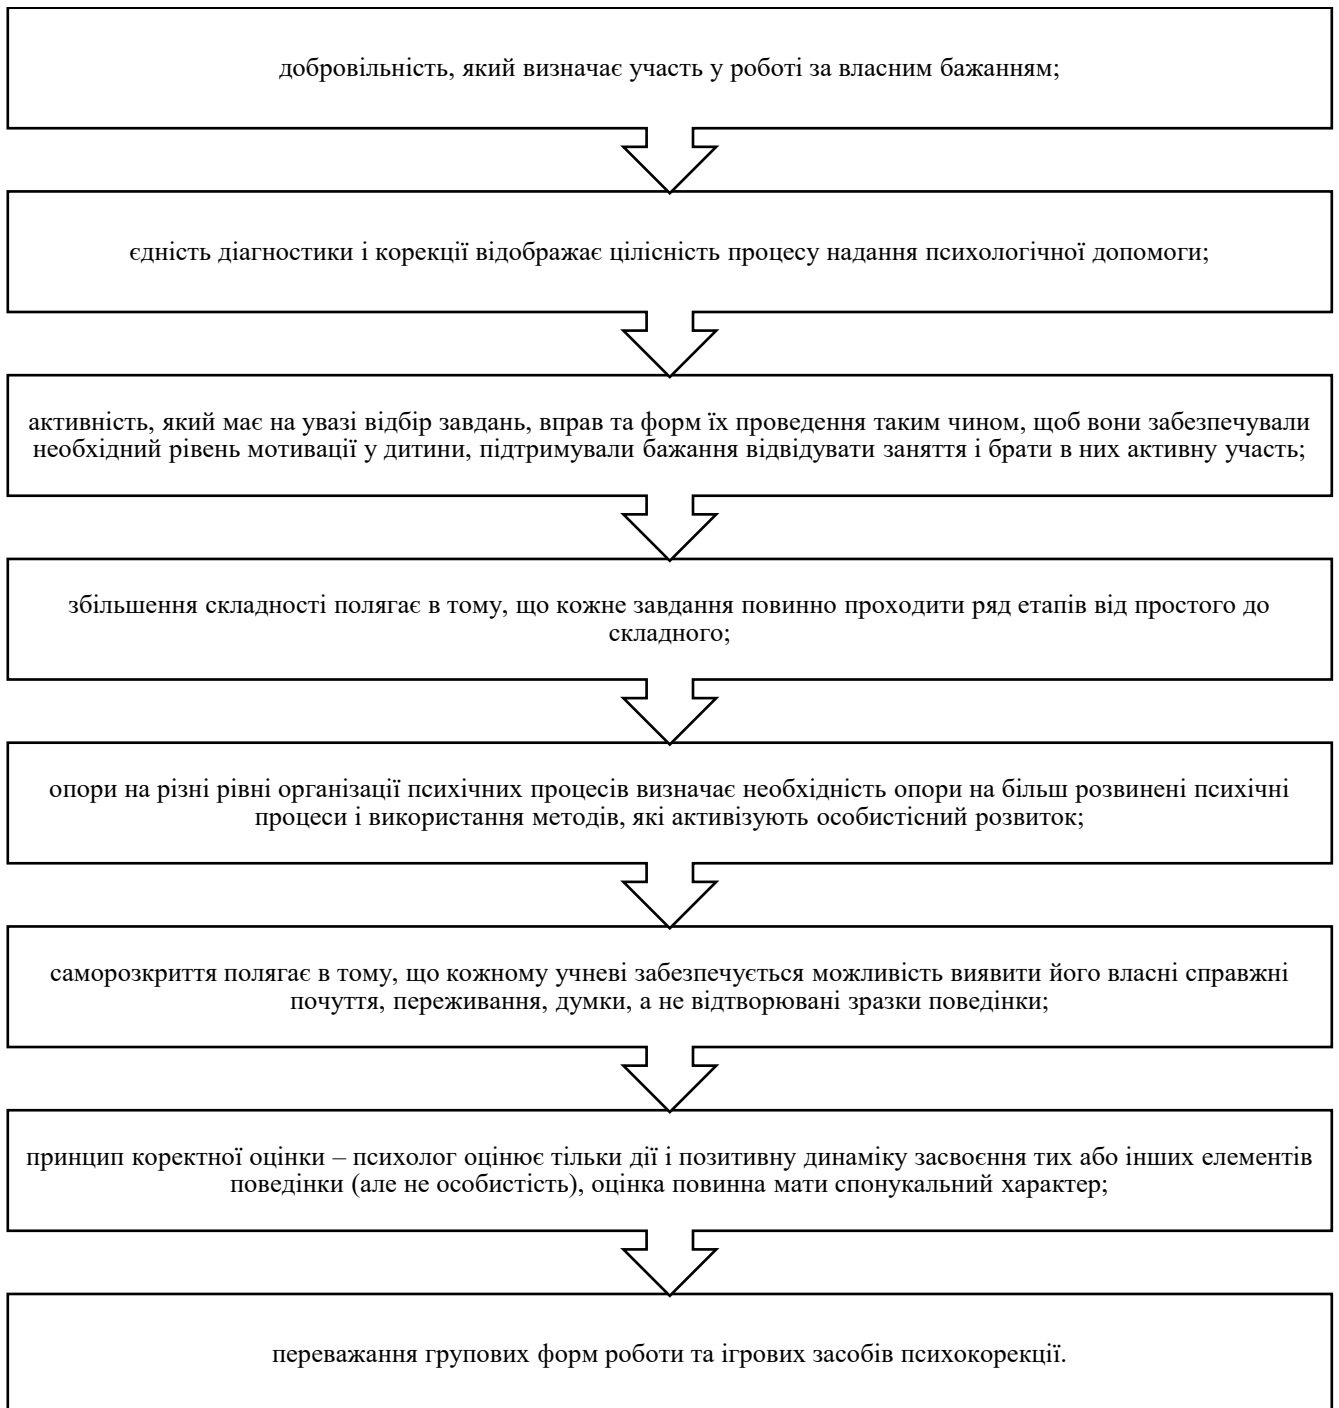 добровільність, який визначає участь у роботі за власним бажанням;
єдність діагностики і корекції відображає цілісність процесу надання психологічної допомоги;
активність, який має на увазі відбір завдань, вправ та форм їх проведення таким чином, щоб вони забезпечували
необхідний рівень мотивації у дитини, підтримували бажання відвідувати заняття і брати в них активну участь;
збільшення складності полягає в тому, що кожне завдання повинно проходити ряд етапів від простого до
складного;
опори на різні рівні організації психічних процесів визначає необхідність опори на більш розвинені психічні
процеси і використання методів, які активізують особистісний розвиток;
саморозкриття полягає в тому, що кожному учневі забезпечується можливість виявити його власні справжні
почуття, переживання, думки, а не відтворювані зразки поведінки;
принцип коректної оцінки – психолог оцінює тільки дії і позитивну динаміку засвоєння тих або інших елементів
поведінки (але не особистість), оцінка повинна мати спонукальний характер;
переважання групових форм роботи та ігрових засобів психокорекції.